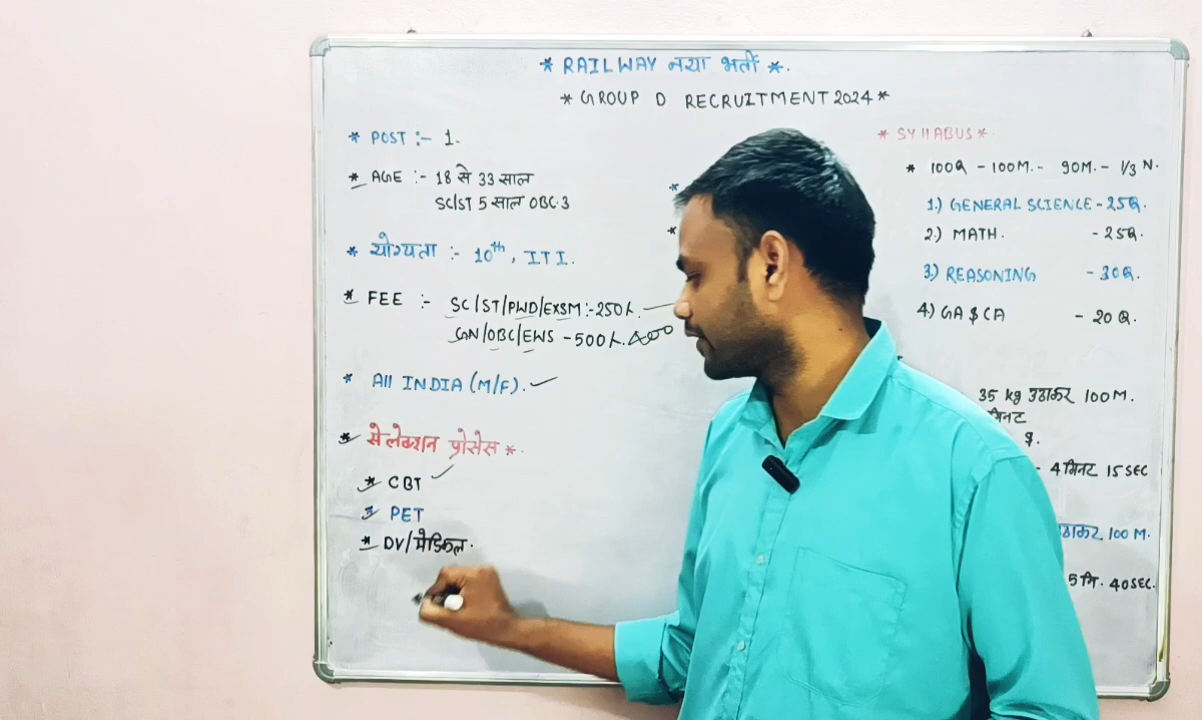 * RAILWAY नया भर्ती *.
* GROUP D RECRUITMENT 2024 *
* POST :- 1.
* AGE :- 18 से 33 साल
SC/ST 5 साल OBC.3
* योग्यता :- 10th, ITI.
* FEE :- SC/ST/PWD/EXSM :- 250/.
GN/OBC/EWS - 500/.
* All INDIA (M/F).
* सेलेक्शन प्रोसेस *.
* CBT
* PET
* DV/मेडिकल.
*
*
* SYllABUS *
* 100Q - 100M. - 90M. - 1/3 N.
1.) GENERAL SCIENCE - 25Q.
2.) MATH. - 25Q.
3.) REASONING - 30Q.
4) GA $ CA - 20 Q.
35 kg उठाकर 100 M.
मिनट
- 4 मिनट 15 SEC
100 M.
5 मि. 40 SEC.